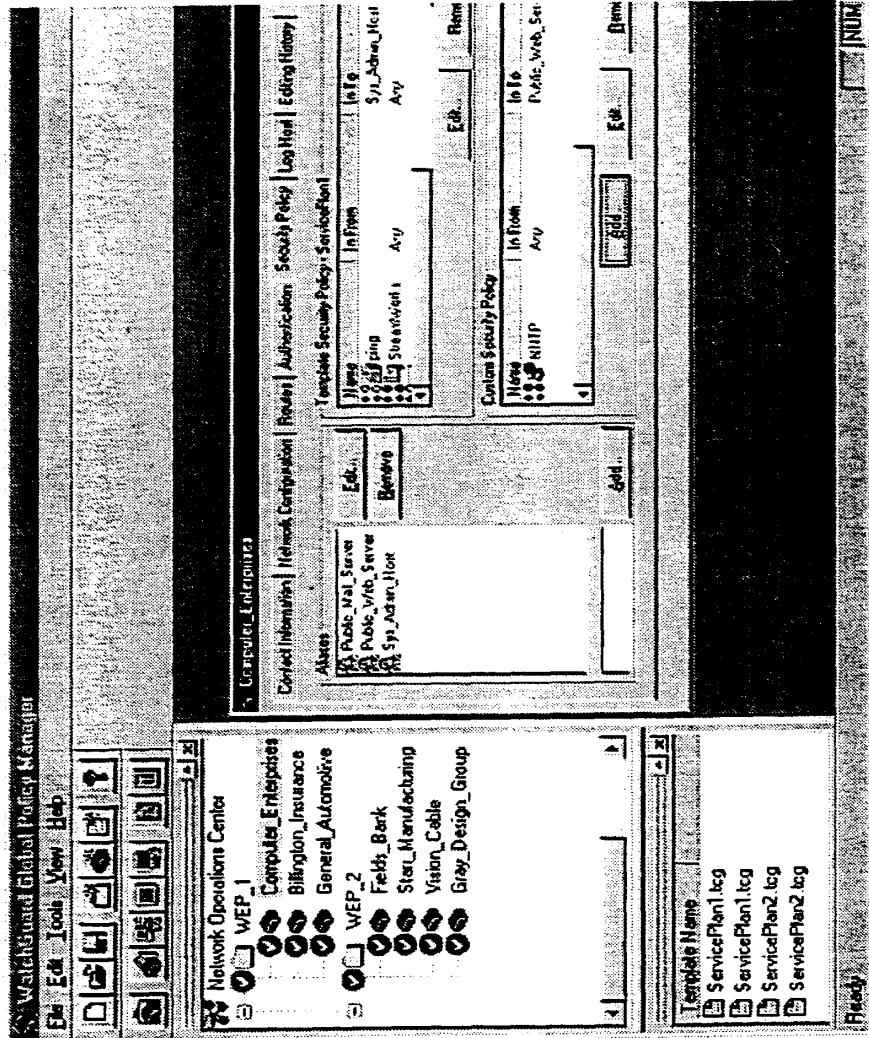 WatchGuard Global Policy Manager
File Edit Tools View Help
Network Operations Center
WEP_1
Computer_Enterprises
Billington_Insurance
General_Automotive
WEP_2
Fields_Bank
Starr_Manufacturing
Vision_Cable
Gray_Design_Group
Template Name
ServicePlan1.tcg
ServicePlan1.tcg
ServicePlan2.tcg
ServicePlan2.tcg
Computer_Enterprises
Contact Information Network Configuration Routes Authentication Security Policy Log Host Editing History
Aliases
Public_Mail_Server
Public_Web_Server
Sys_Admin_Host
Edit...
Remove
Add...
Template Security Policy: ServicePlan1
Name In From In To
ping Sys_Admin_Host
StreamWorks Any Any
Edit... Remo
Custom Security Policy
Name In From In To
NNTP Any Public_Web_Ser
Add... Edit... Remo
Ready NUM